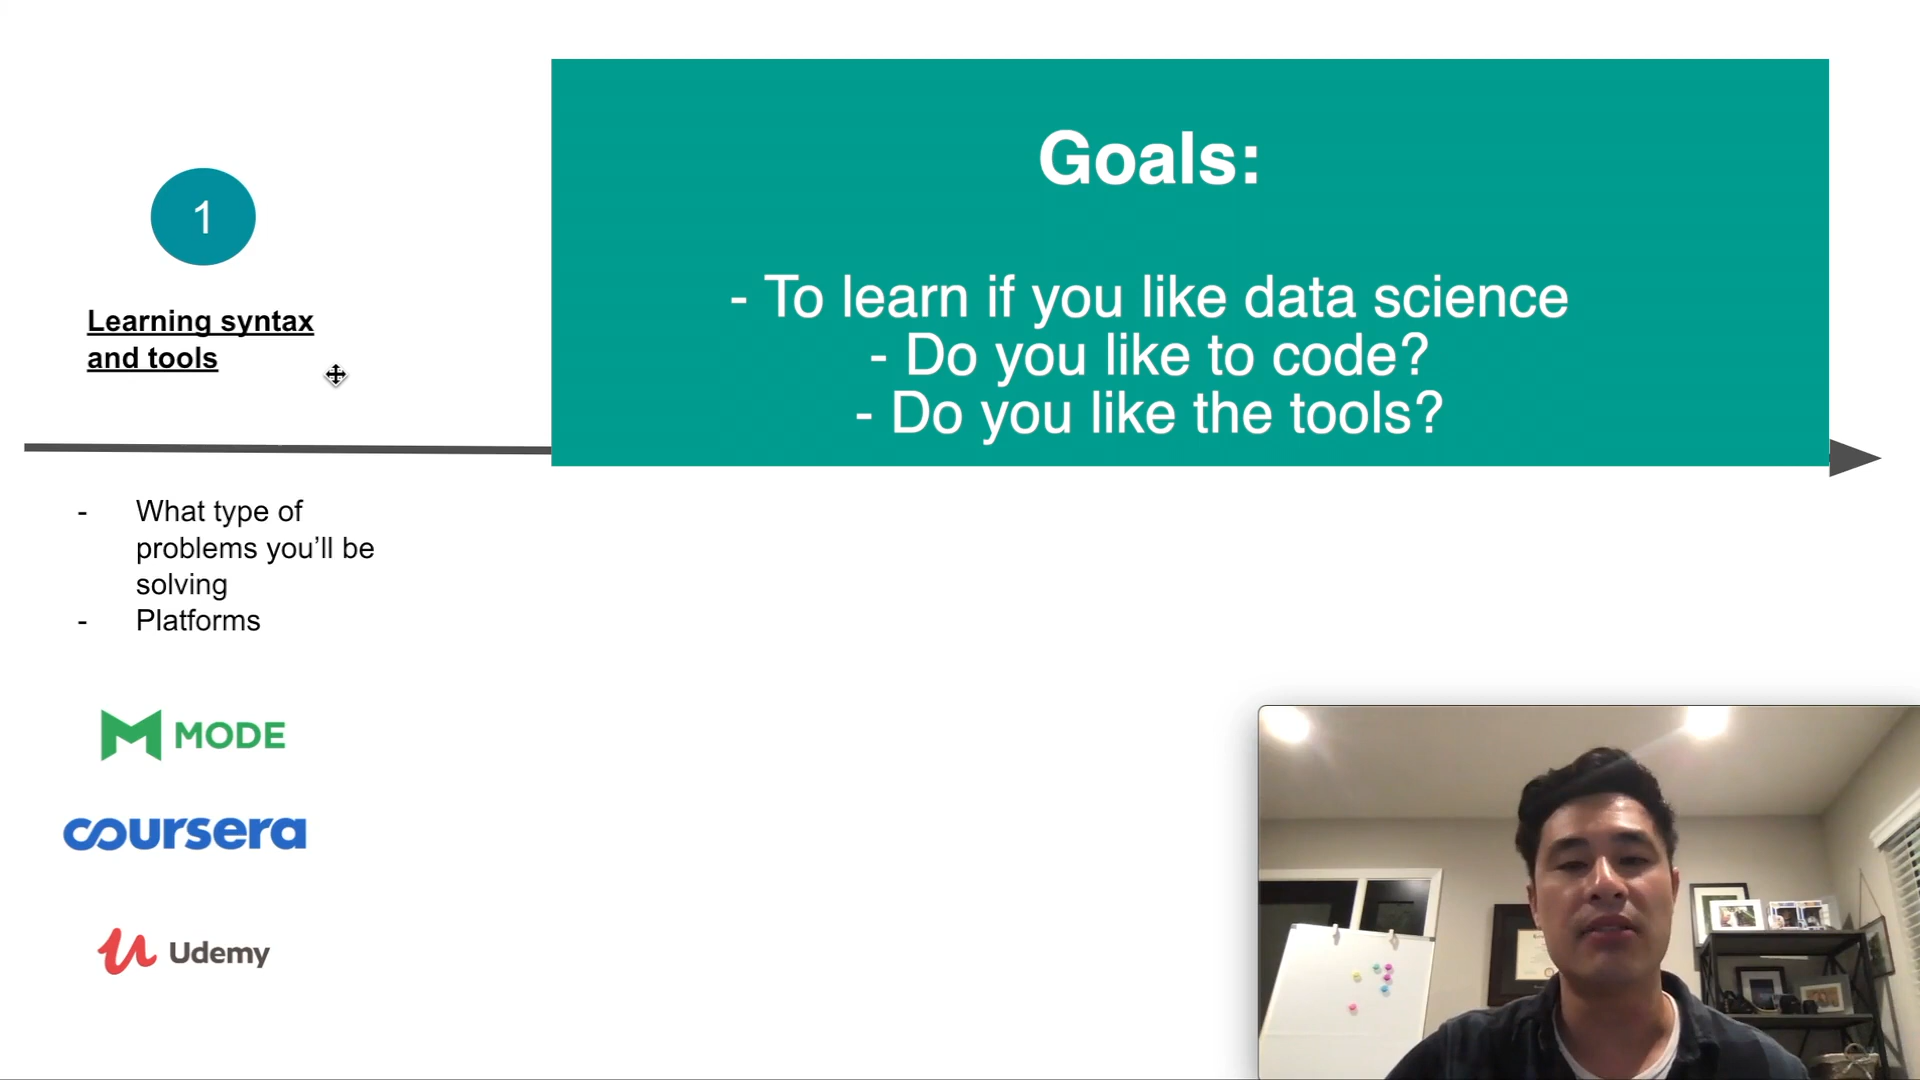 Goals:
- To learn if you like data science
- Do you like to code?
- Do you like the tools?
1
Learning syntax
and tools
- What type of
problems you’ll be
solving
- Platforms
MODE
coursera
Udemy